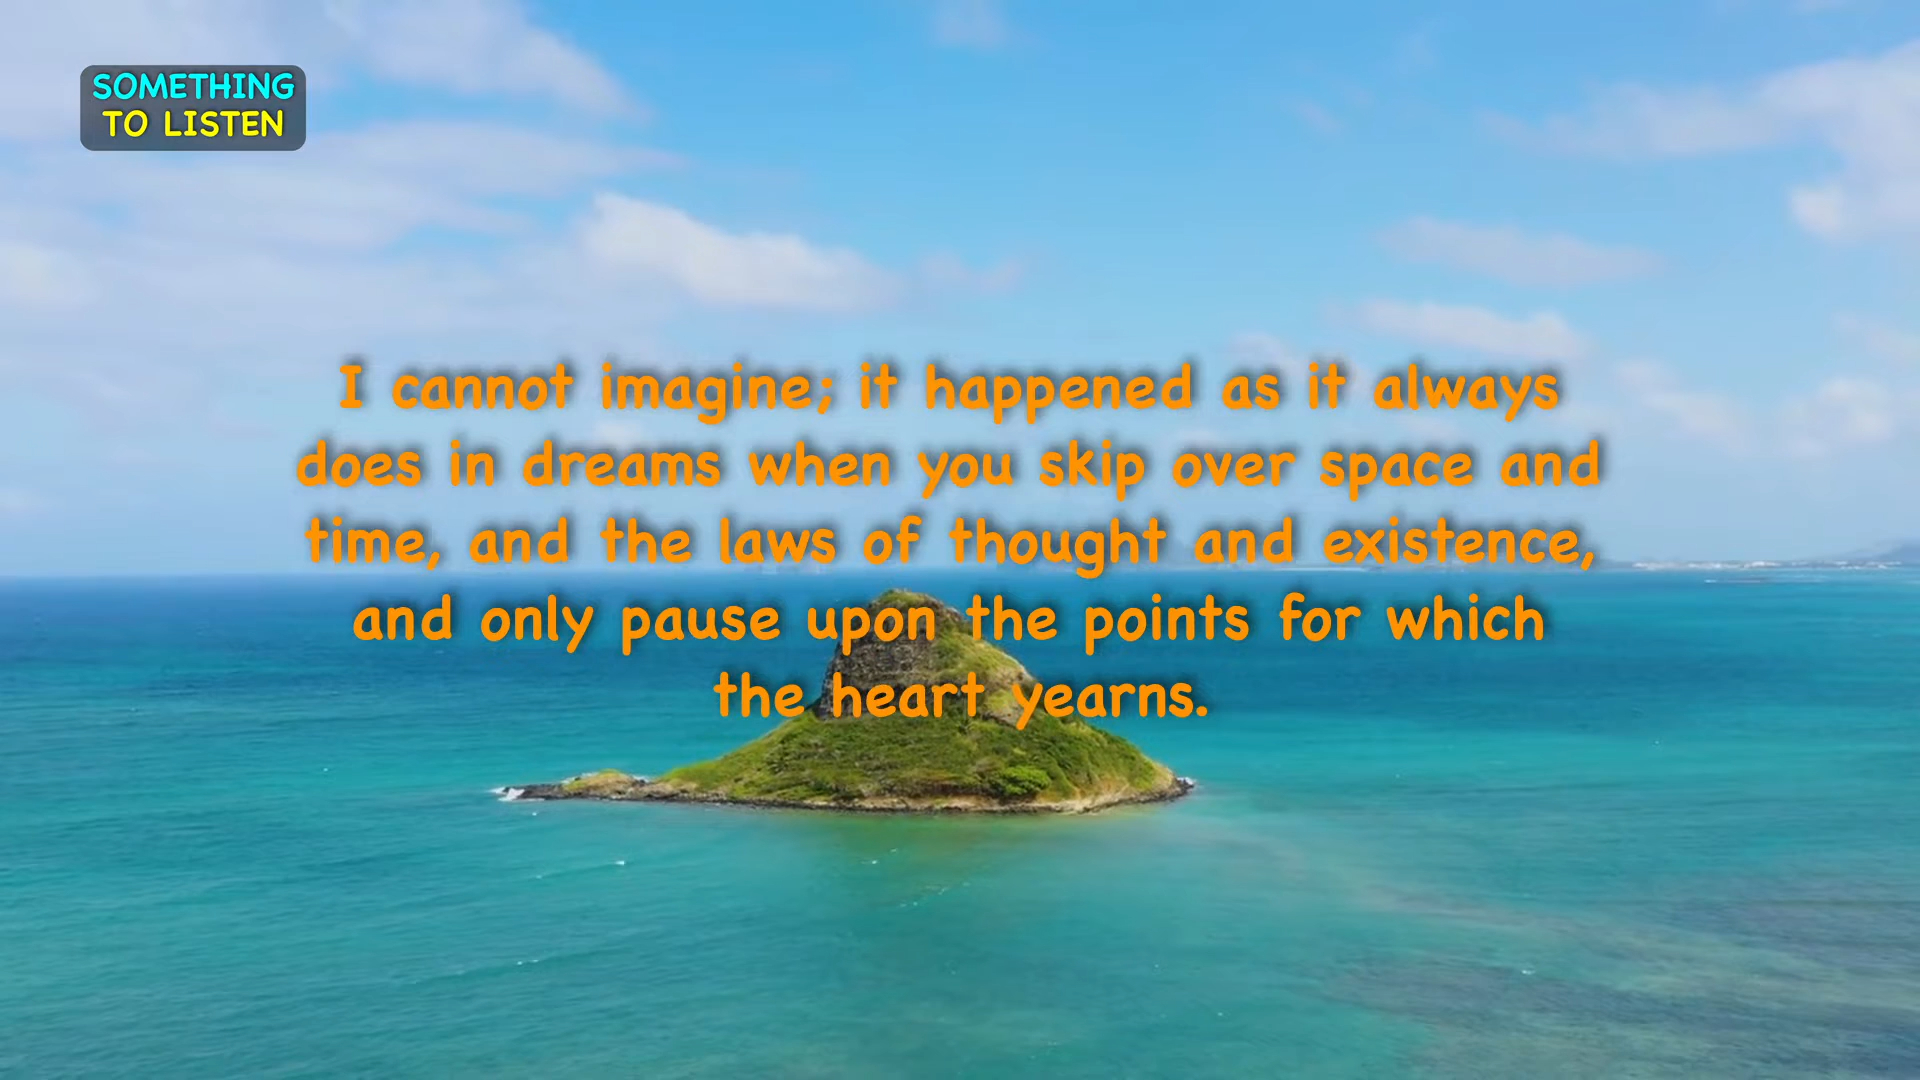 SOMETHING
TO LISTEN
I cannot imagine; it happened as it always
does in dreams when you skip over space and
time, and the laws of thought and existence,
and only pause upon the points for which
the heart yearns.